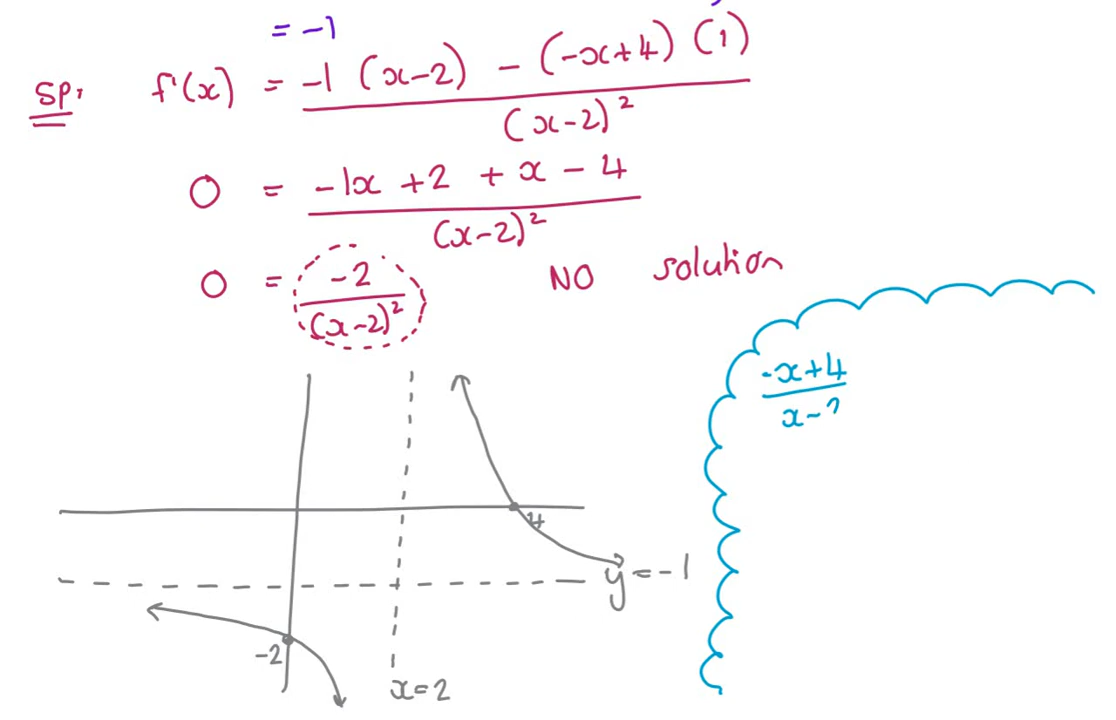 = -1
SP: f'(x) = -1 (x-2) - (-x+4) (1)
(x-2)²
0 = -1x +2 + x - 4
(x-2)²
0 = -2 NO solution
(x-2)²
-x+4
x-2
4
y=-1
-2
x=2